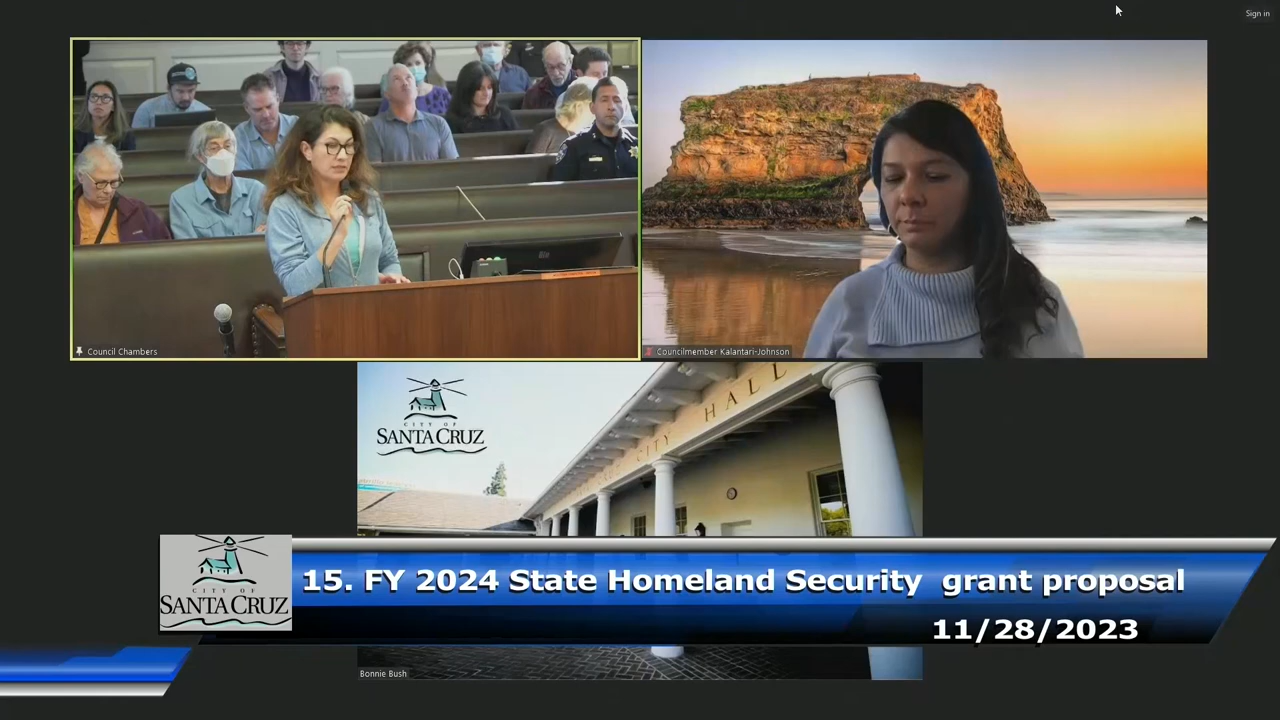 Sign in
Council Chambers
Councilmember Kalantari-Johnson
CITY HALL
CITY OF
SANTA CRUZ
Bonnie Bush
CITY OF
SANTA CRUZ
15. FY 2024 State Homeland Security grant proposal
11/28/2023